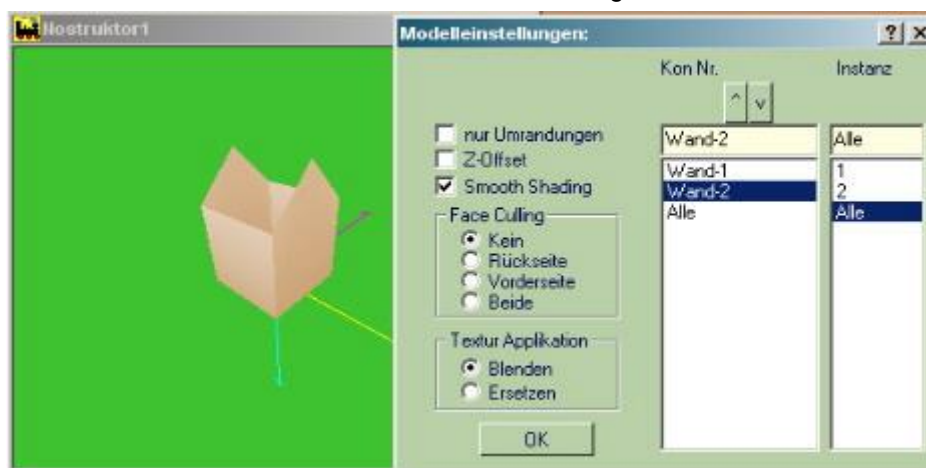 Nostruktor1
Modelleinstellungen:
Kon Nr.
Instanz
^ v
nur Umrandungen
Z-Offset
Smooth Shading
Face Culling
Kein
Rückseite
Vorderseite
Beide
Textur Applikation
Blenden
Ersetzen
OK
Wand-2
Wand-1
Wand-2
Alle
Alle
1
2
Alle